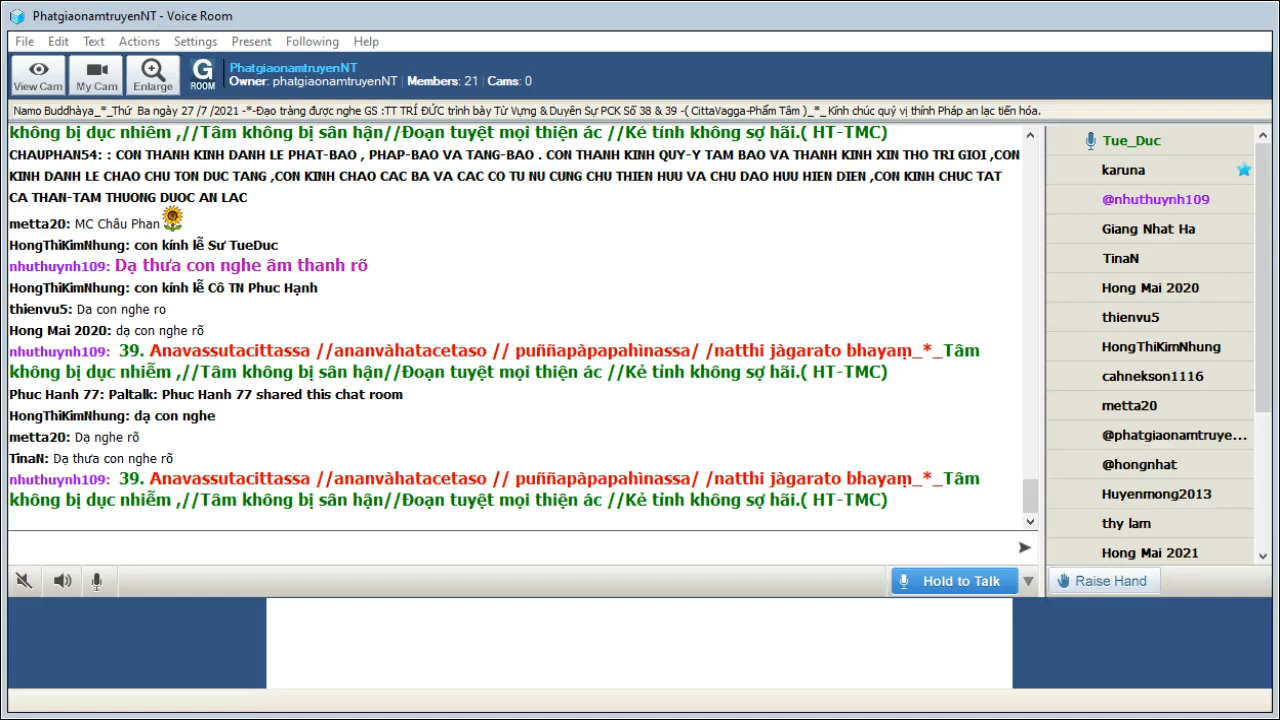 PhatgiaonamtruyenNT - Voice Room
File Edit Text Actions Settings Present Following Help
View Cam My Cam Enlarge G ROOM
PhatgiaonamtruyenNT
Owner: phatgiaonamtruyenNT Members: 21 Cams: 0
Namo Buddhàya_*_Thứ Ba ngày 27 /7 /2021 -*-Đạo tràng được nghe GS :TT TRÍ ĐỨC trình bày Từ Vựng & Duyên Sự PCK Số 38 & 39 -( CittaVagga-Phẩm Tâm )_*_ Kính chúc quý vị thính Pháp an lạc tiến hóa.
không bị dục nhiễm ,//Tâm không bị sân hận//Đoạn tuyệt mọi thiện ác //Kẻ tỉnh không sợ hãi.( HT-TMC)
CHAUPHAN54: : CON THANH KINH DANH LE PHAT-BAO , PHAP-BAO VA TANG-BAO . CON THANH KINH QUY-Y TAM BAO VA THANH KINH XIN THO TRI GIOI ,CON
KINH DANH LE CHAO CHU TON DUC TANG ,CON KINH CHAO CAC BA VA CAC CO TU NU CUNG CHU THIEN HUU VA CHU DAO HUU HIEN DIEN ,CON KINH CHUC TAT
CA THAN-TAM THUONG DUOC AN LAC
metta20: MC Châu Phan
HongThiKimNhung: con kính lễ Sư TueDuc
nhuthuynh109: Dạ thưa con nghe âm thanh rõ
HongThiKimNhung: con kính lễ Cô TN Phuc Hạnh
thienvu5: Da con nghe ro
Hong Mai 2020: dạ con nghe rõ
nhuthuynh109: 39. Anavassutacittassa //ananvàhatacetaso // puññapàpapahìnassa/ /natthi jàgarato bhayaṃ_*_Tâm
không bị dục nhiễm ,//Tâm không bị sân hận//Đoạn tuyệt mọi thiện ác //Kẻ tỉnh không sợ hãi.( HT-TMC)
Phuc Hanh 77: Paltalk: Phuc Hanh 77 shared this chat room
HongThiKimNhung: dạ con nghe
metta20: Dạ nghe rõ
TinaN: Dạ thưa con nghe rõ
nhuthuynh109: 39. Anavassutacittassa //ananvàhatacetaso // puññapàpapahìnassa/ /natthi jàgarato bhayaṃ_*_Tâm
không bị dục nhiễm ,//Tâm không bị sân hận//Đoạn tuyệt mọi thiện ác //Kẻ tỉnh không sợ hãi.( HT-TMC)
Hold to Talk
Tue_Duc
karuna
@nhuthuynh109
Giang Nhat Ha
TinaN
Hong Mai 2020
thienvu5
HongThiKimNhung
cahnekson1116
metta20
@phatgiaonamtruye...
@hongnhat
Huyenmong2013
thy lam
Hong Mai 2021
Raise Hand